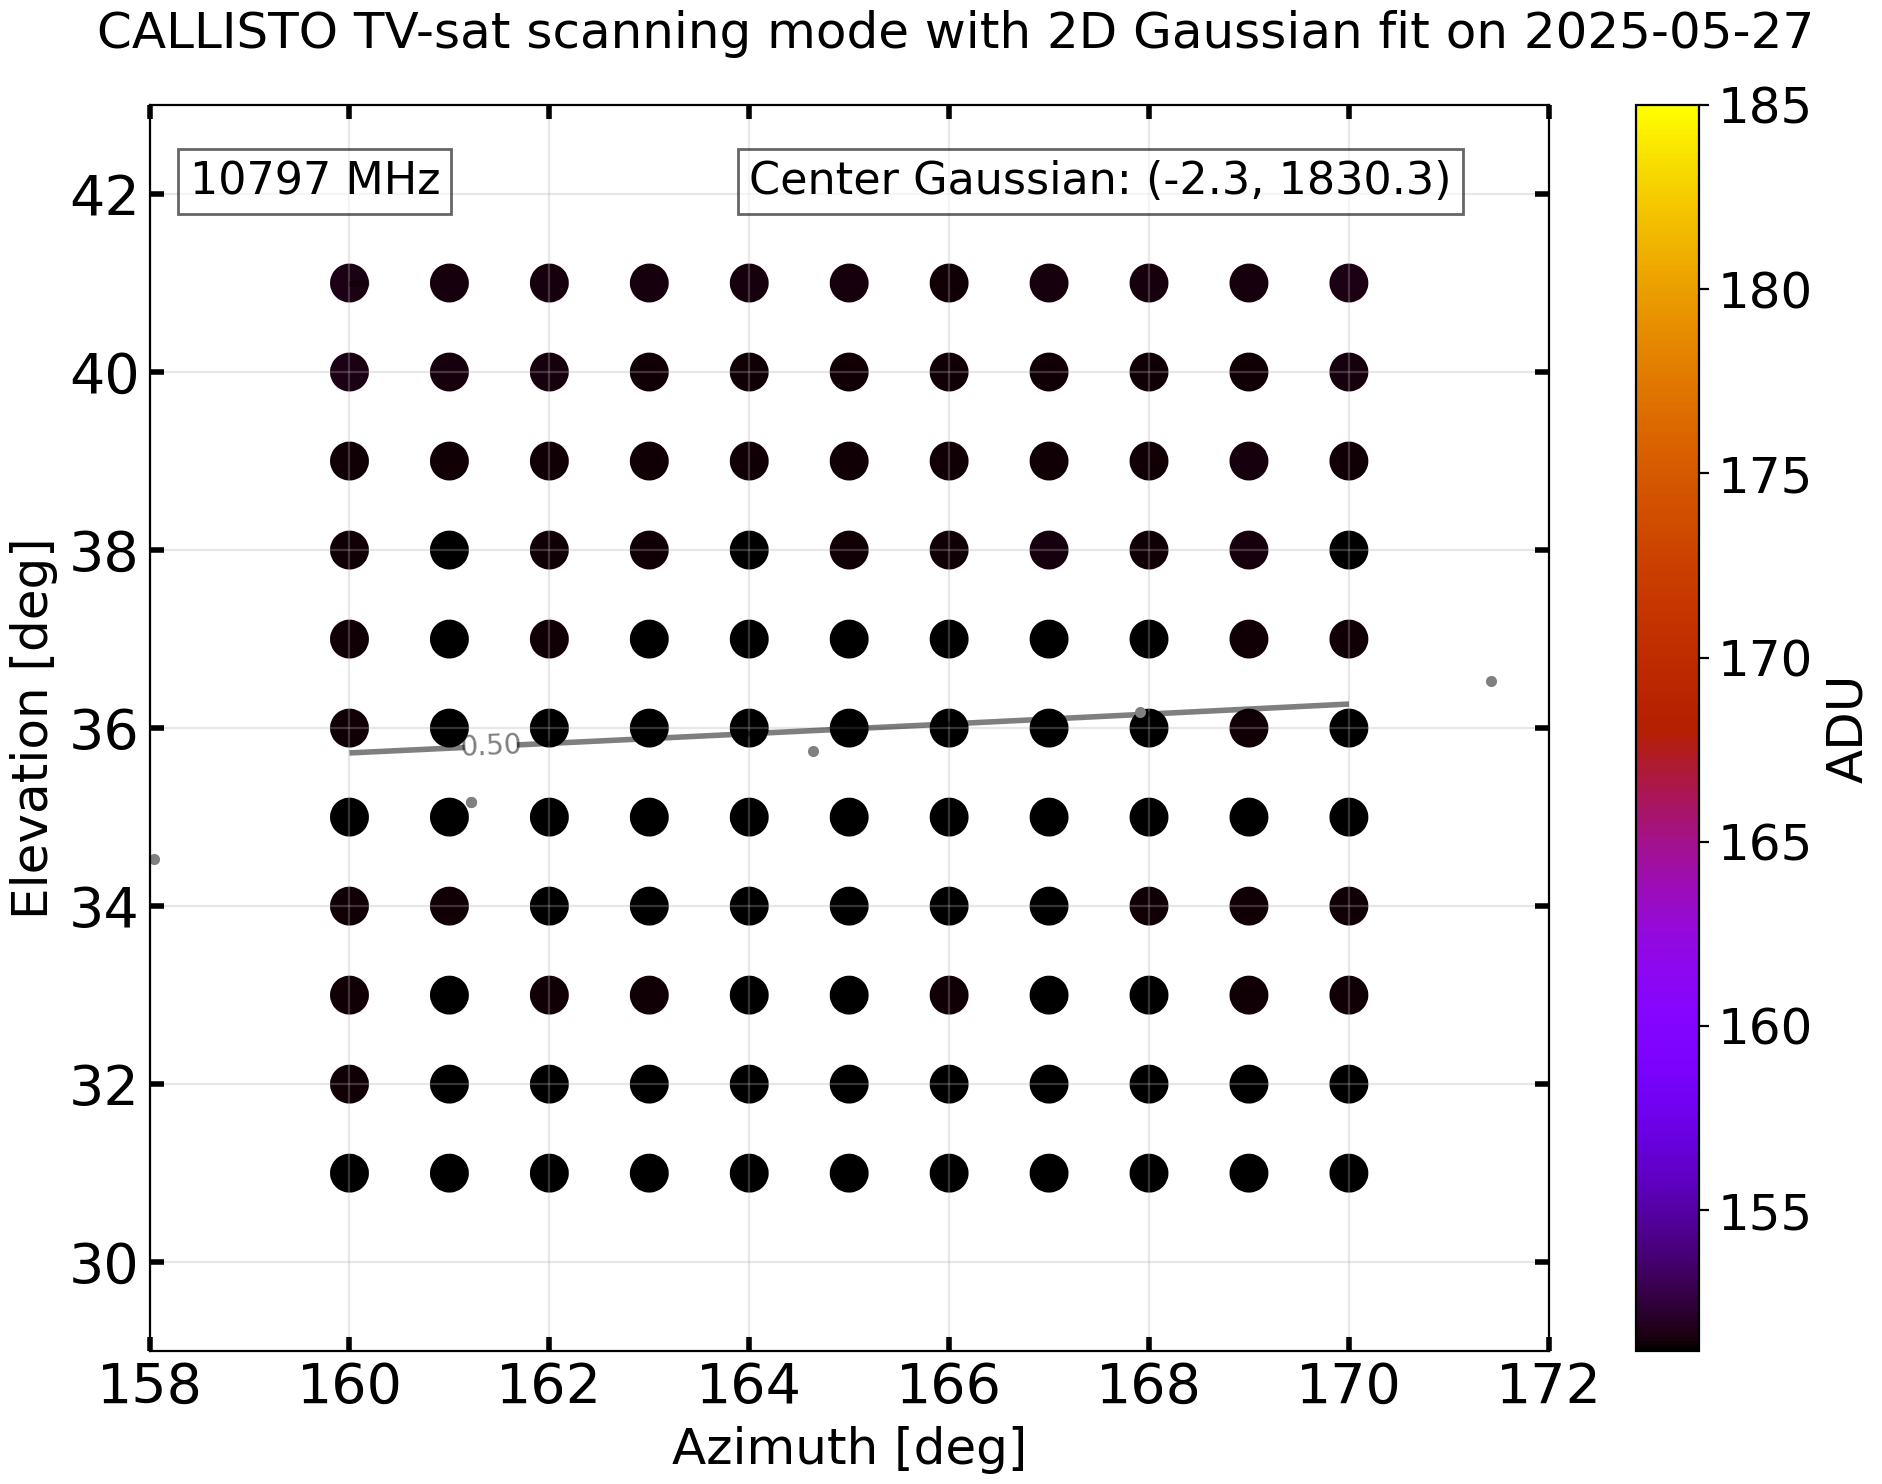 CALLISTO TV-sat scanning mode with 2D Gaussian fit on 2025-05-27
10797 MHz
Center Gaussian: (-2.3, 1830.3)
42
40
38
36
34
32
30
Elevation [deg]
0.50
158 160 162 164 166 168 170 172
Azimuth [deg]
185
180
175
170
165
160
155
ADU